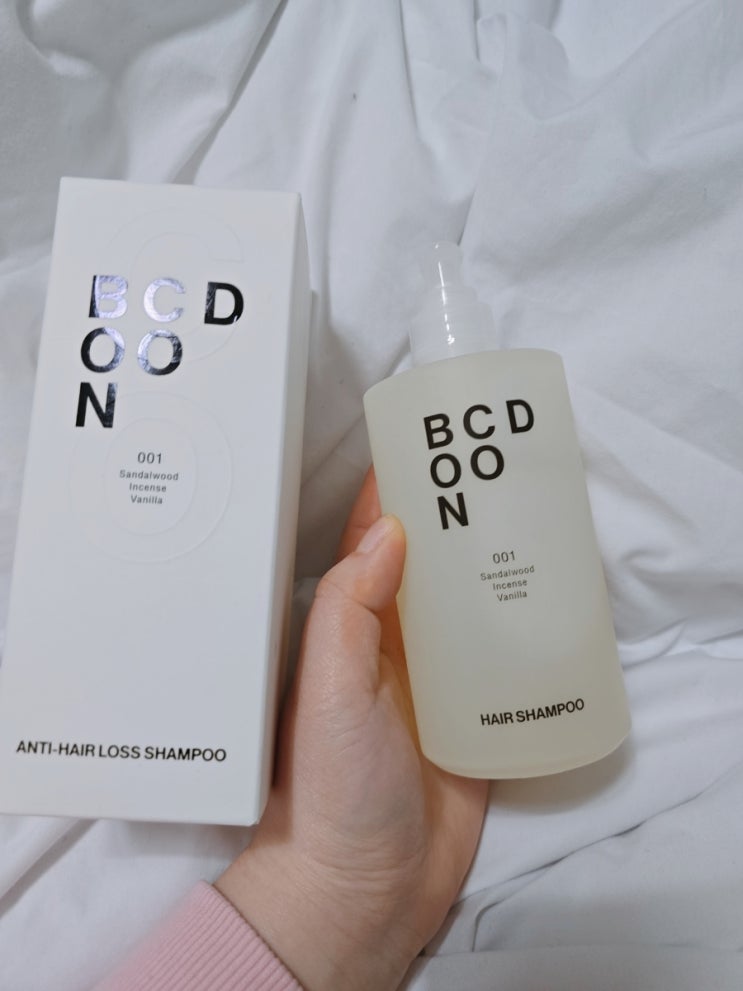 BCD
OO
N
001
Sandalwood
Incense
Vanilla
ANTI-HAIR LOSS SHAMPOO
BCD
OO
N
001
Sandalwood
Incense
Vanilla
HAIR SHAMPOO